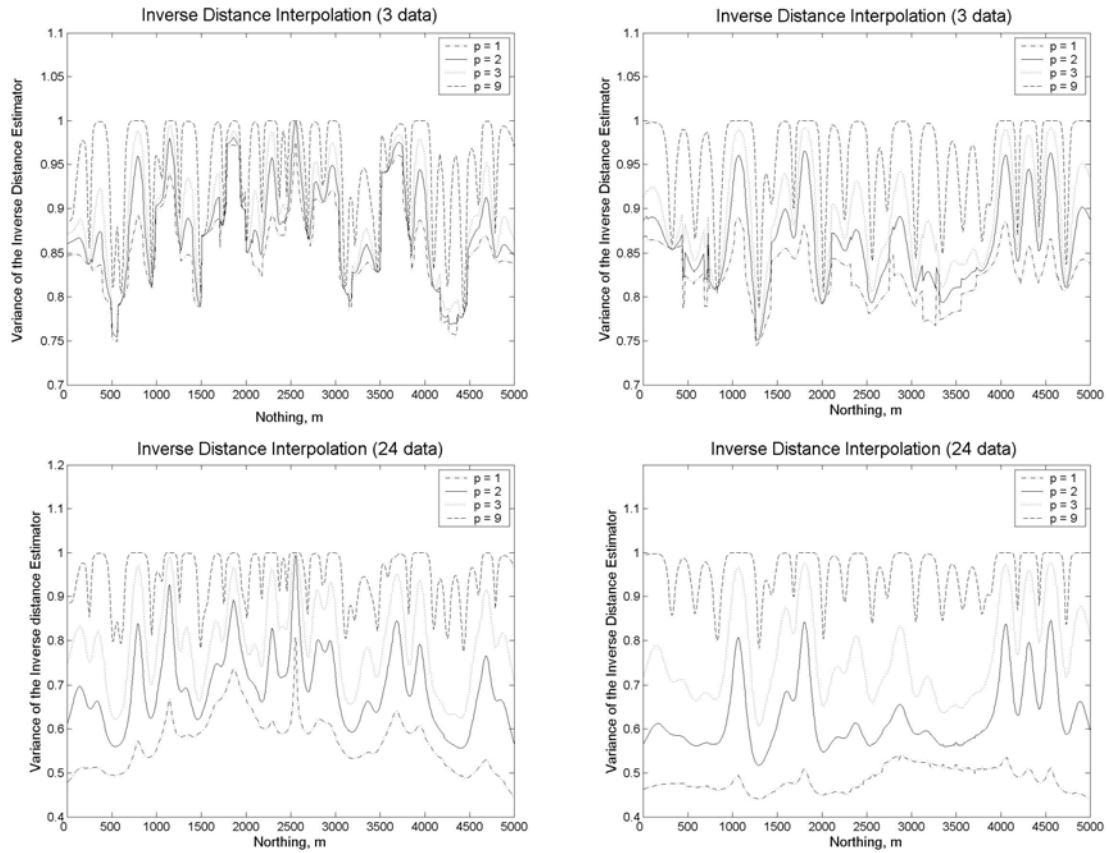 Inverse Distance Interpolation (3 data)
Variance of the Inverse Distance Estimator
1.1
1.05
1
0.95
0.9
0.85
0.8
0.75
0.7
p = 1
p = 2
p = 3
p = 9
0 500 1000 1500 2000 2500 3000 3500 4000 4500 5000
Nothing, m
Inverse Distance Interpolation (3 data)
Variance of the Inverse Distance Estimator
1.1
1.05
1
0.95
0.9
0.85
0.8
0.75
0.7
p = 1
p = 2
p = 3
p = 9
0 500 1000 1500 2000 2500 3000 3500 4000 4500 5000
Northing, m
Inverse Distance Interpolation (24 data)
Variance of the Inverse distance Estimator
1.2
1.1
1
0.9
0.8
0.7
0.6
0.5
0.4
p = 1
p = 2
p = 3
p = 9
0 500 1000 1500 2000 2500 3000 3500 4000 4500 5000
Northing, m
Inverse Distance Interpolation (24 data)
Variance of the Inverse Distance Estimator
1.1
1
0.9
0.8
0.7
0.6
0.5
0.4
p = 1
p = 2
p = 3
p = 9
0 500 1000 1500 2000 2500 3000 3500 4000 4500 5000
Northing, m